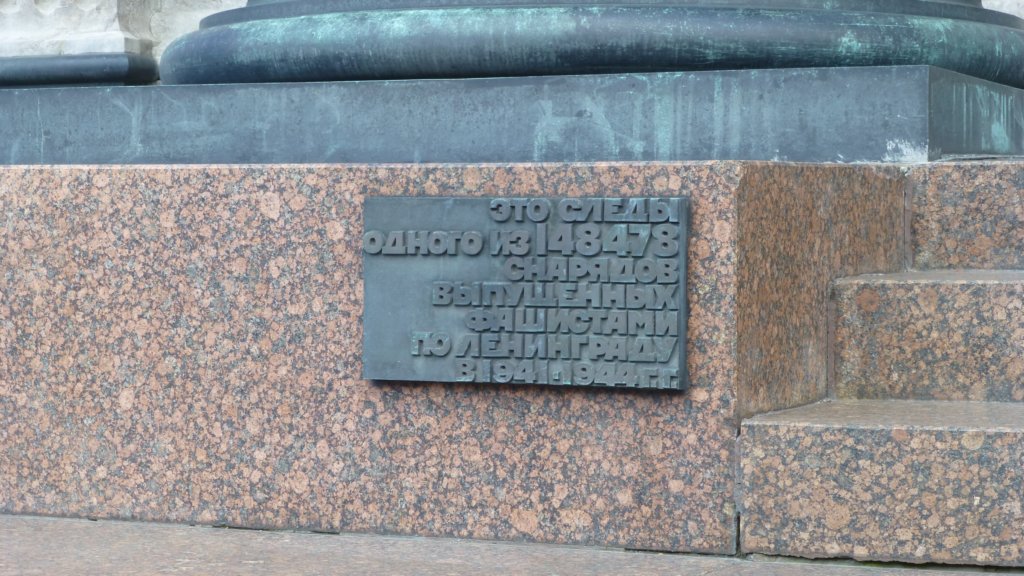 ЭТО СЛЕДЫ
ОДНОГО ИЗ 148478
СНАРЯДОВ
ВЫПУЩЕННЫХ
ФАШИСТАМИ
ПО ЛЕНИНГРАДУ
В 1941-1944 Г.Г.